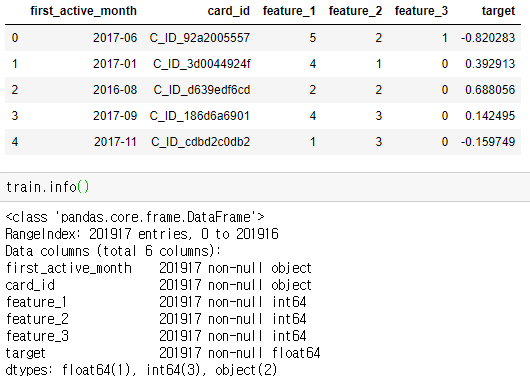 first_active_month card_id feature_1 feature_2 feature_3 target
0 2017-06 C_ID_92a2005557 5 2 1 -0.820283
1 2017-01 C_ID_3d0044924f 4 1 0 0.392913
2 2016-08 C_ID_d639edf6cd 2 2 0 0.688056
3 2017-09 C_ID_186d6a6901 4 3 0 0.142495
4 2017-11 C_ID_cdbd2c0db2 1 3 0 -0.159749
train.info()
<class 'pandas.core.frame.DataFrame'>
RangeIndex: 201917 entries, 0 to 201916
Data columns (total 6 columns):
first_active_month 201917 non-null object
card_id 201917 non-null object
feature_1 201917 non-null int64
feature_2 201917 non-null int64
feature_3 201917 non-null int64
target 201917 non-null float64
dtypes: float64(1), int64(3), object(2)